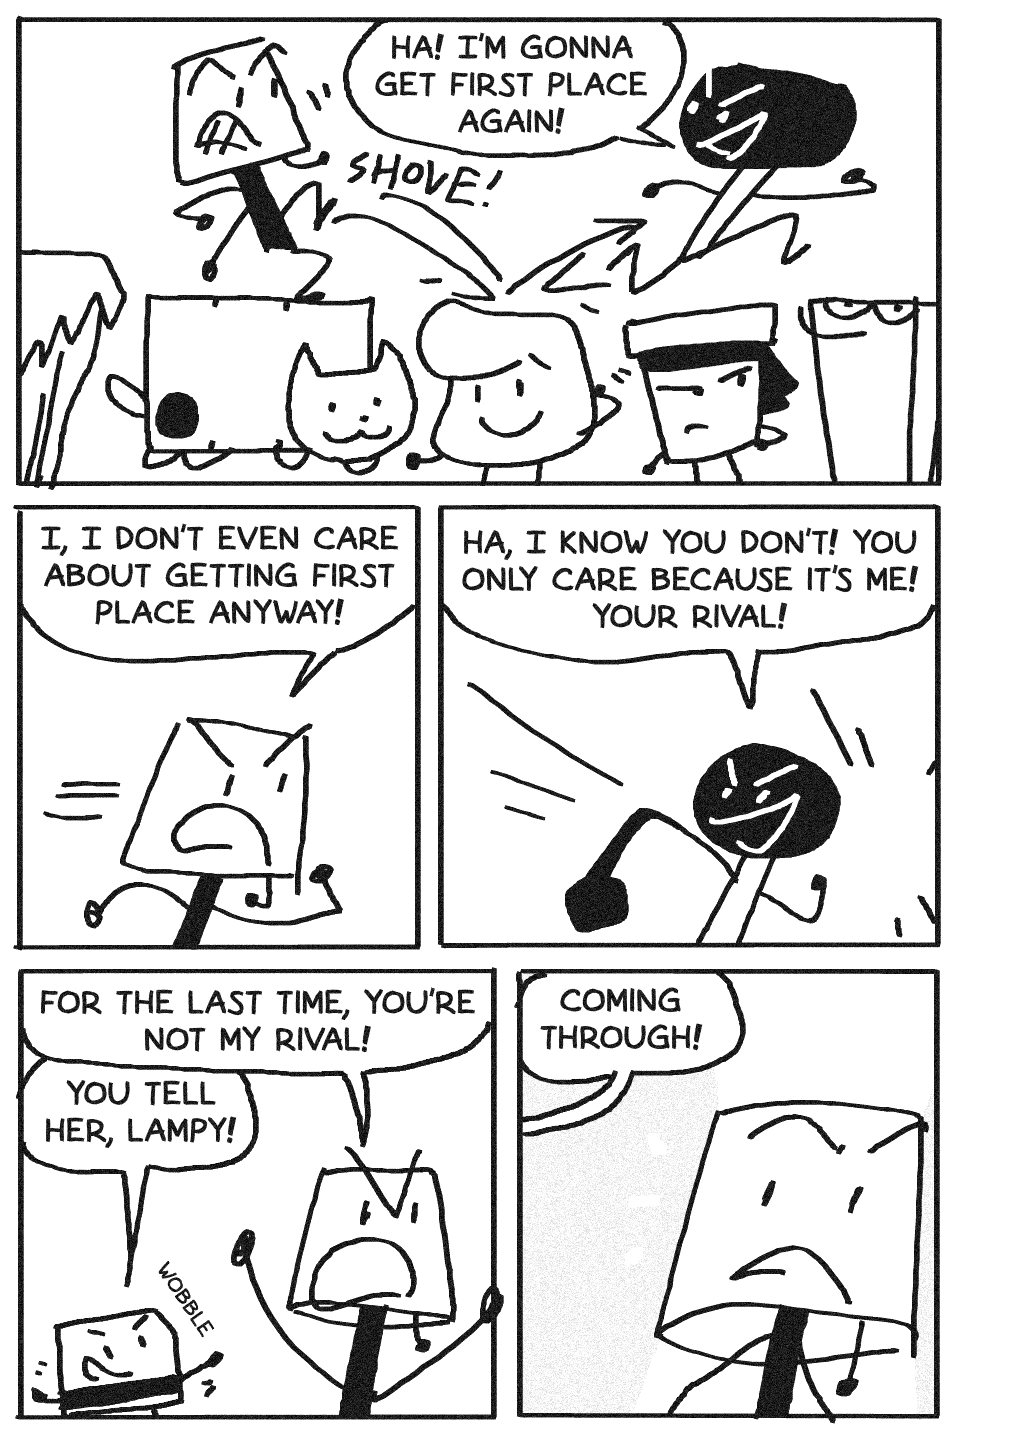 HA! I'M GONNA
GET FIRST PLACE
AGAIN!
SHOVE!
I, I DON'T EVEN CARE
ABOUT GETTING FIRST
PLACE ANYWAY!
HA, I KNOW YOU DON'T! YOU
ONLY CARE BECAUSE IT'S ME!
YOUR RIVAL!
FOR THE LAST TIME, YOU'RE
NOT MY RIVAL!
YOU TELL
HER, LAMPY!
WOBBLE
COMING
THROUGH!